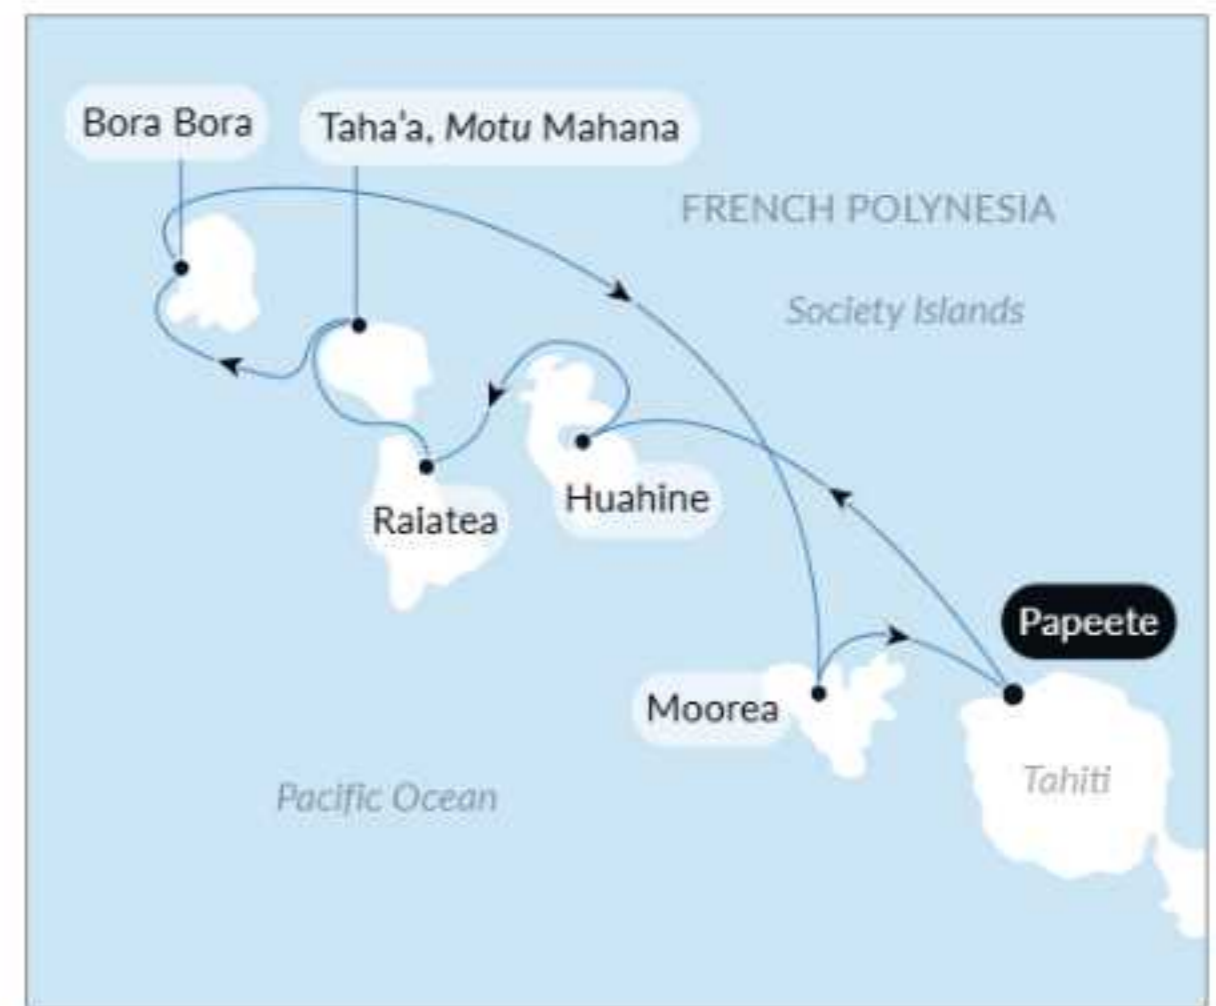 Bora Bora
Taha'a, Motu Mahana
FRENCH POLYNESIA
Society Islands
Huahine
Raiatea
Papeete
Moorea
Tahiti
Pacific Ocean